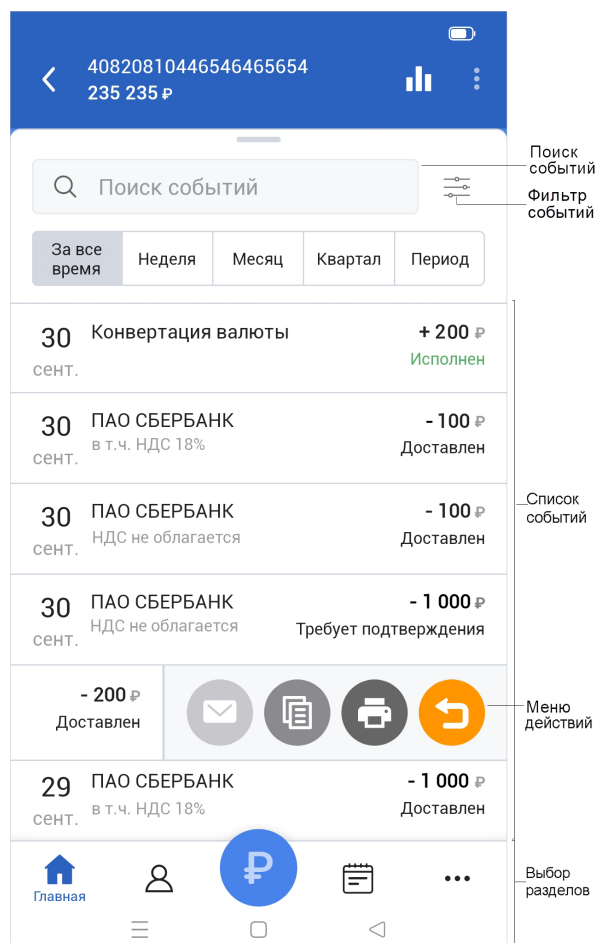 40820810446546465654
235 235 ₽
Поиск событий
Поиск
событий
Фильтр
событий
За все
время
Неделя
Месяц
Квартал
Период
30
сент.
Конвертация валюты
+ 200 ₽
Исполнен
30
сент.
ПАО СБЕРБАНК
в т.ч. НДС 18%
- 100 ₽
Доставлен
30
сент.
ПАО СБЕРБАНК
НДС не облагается
- 100 ₽
Доставлен
Список
событий
30
сент.
ПАО СБЕРБАНК
НДС не облагается
- 1 000 ₽
Требует подтверждения
- 200 ₽
Доставлен
Меню
действий
29
сент.
ПАО СБЕРБАНК
в т.ч. НДС 18%
- 1 000 ₽
Доставлен
₽
Главная
Выбор
разделов